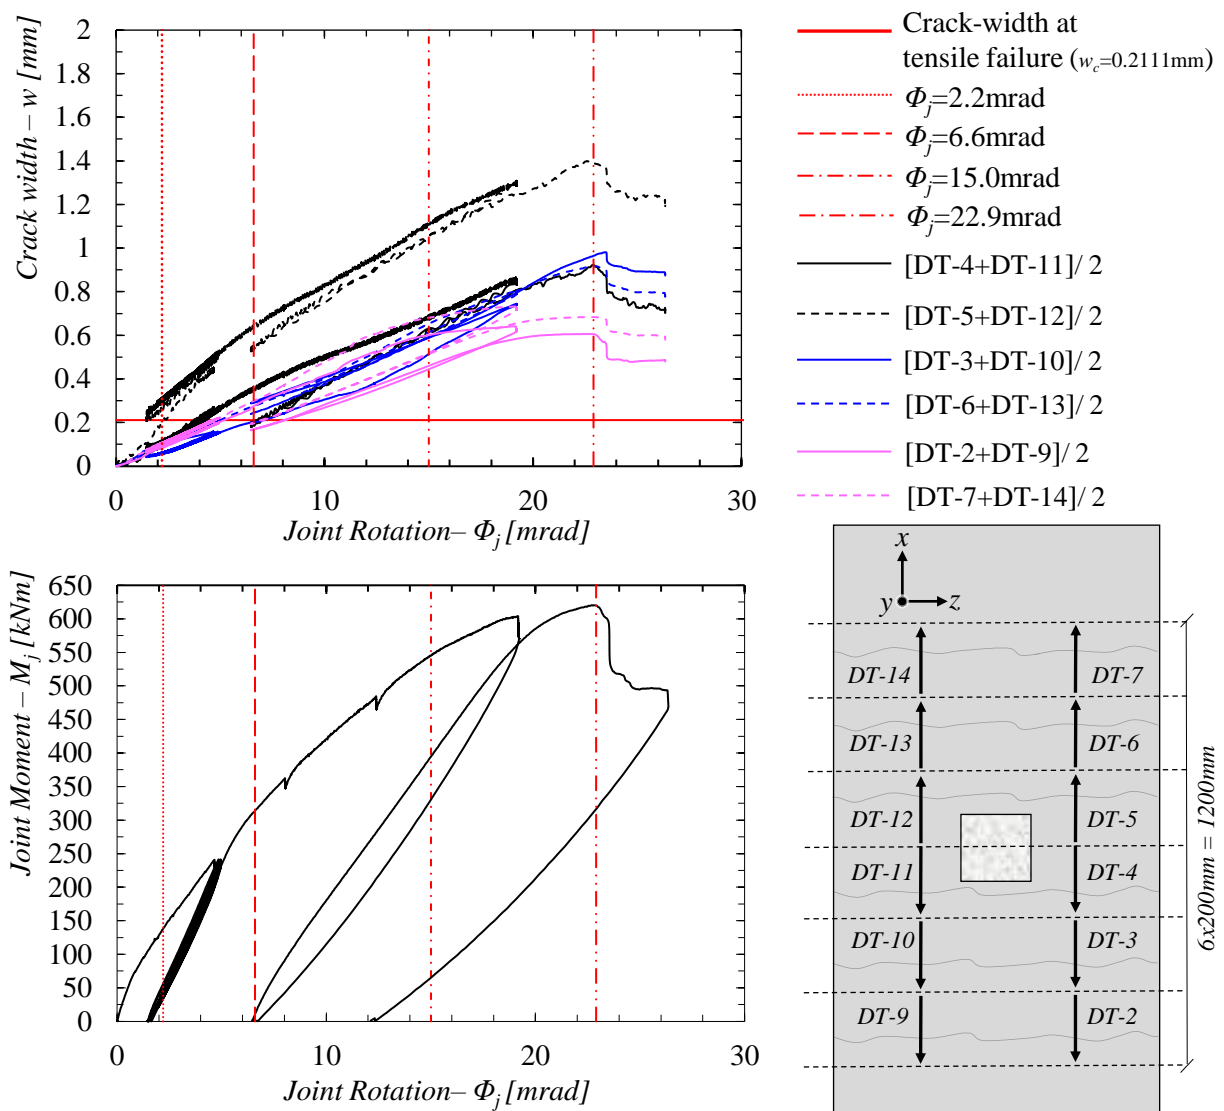 2
1.8
1.6
1.4
1.2
1
0.8
0.6
0.4
0.2
0
Crack width – w [mm]
0 10 20 30
Joint Rotation– Φj [mrad]
Crack-width at
tensile failure (wc=0.2111mm)
Φj=2.2mrad
Φj=6.6mrad
Φj=15.0mrad
Φj=22.9mrad
[DT-4+DT-11]/ 2
[DT-5+DT-12]/ 2
[DT-3+DT-10]/ 2
[DT-6+DT-13]/ 2
[DT-2+DT-9]/ 2
[DT-7+DT-14]/ 2
650
600
550
500
450
400
350
300
250
200
150
100
50
0
Joint Moment – Mj [kNm]
0 10 20 30
Joint Rotation– Φj [mrad]
x
y z
DT-14 DT-7
DT-13 DT-6
DT-12 DT-5
DT-11 DT-4
DT-10 DT-3
DT-9 DT-2
6x200mm = 1200mm